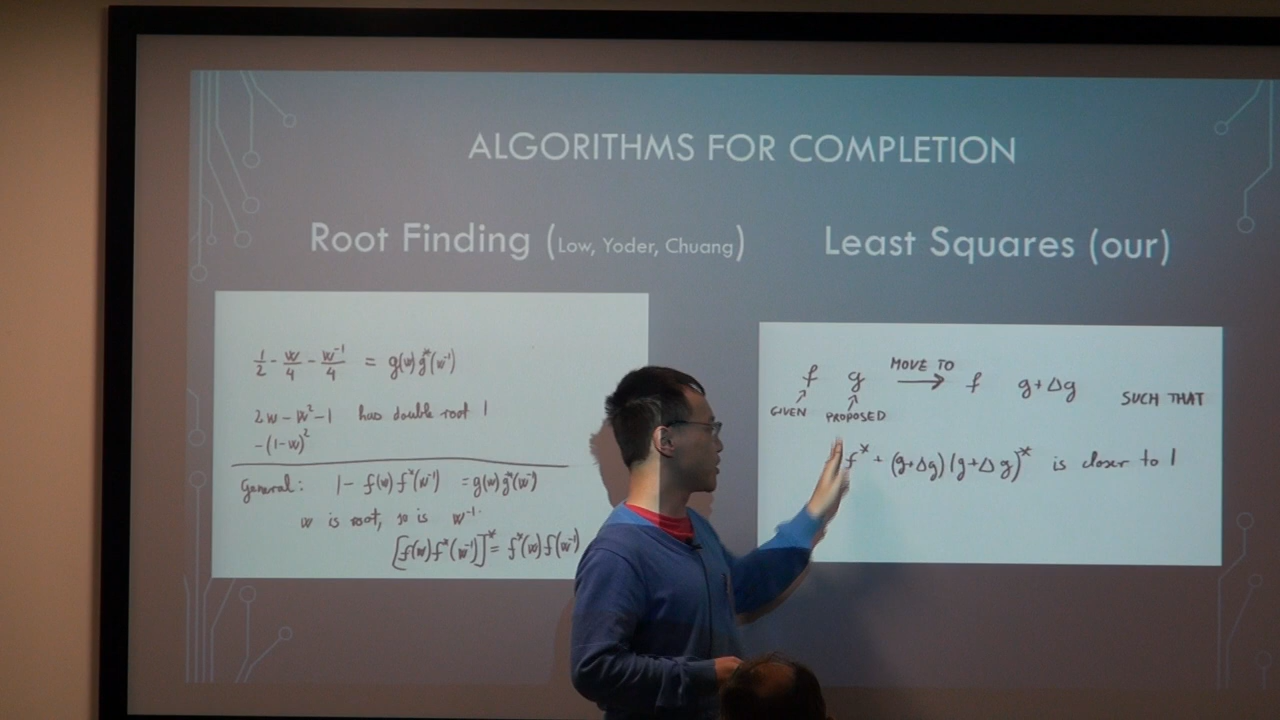 ALGORITHMS FOR COMPLETION
Root Finding (Low, Yoder, Chuang)
1/2 - w/4 - w⁻¹/4 = g(w) g*(w⁻¹)
2w - w² - 1 has double root 1
-(1-w)²
General: 1 - f(w) f*(w⁻¹) = g(w) g*(w⁻¹)
w is root, so is w⁻¹.
[f(w) f*(w⁻¹)]* = f*(w) f(w⁻¹)
Least Squares (our)
f g MOVE TO → f g+Δg SUCH THAT
↑ GIVEN ↑ PROPOSED
f* + (g+Δg)(g+Δg)* is closer to 1